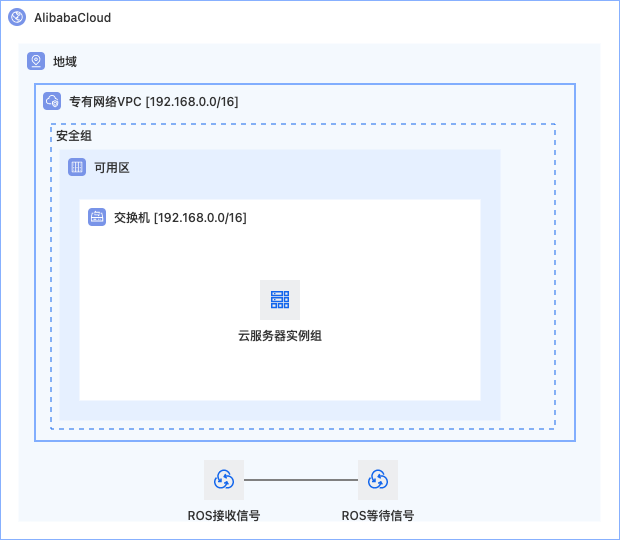 AlibabaCloud
地域
专有网络VPC [192.168.0.0/16]
安全组
可用区
交换机 [192.168.0.0/16]
云服务器实例组
ROS接收信号
ROS等待信号